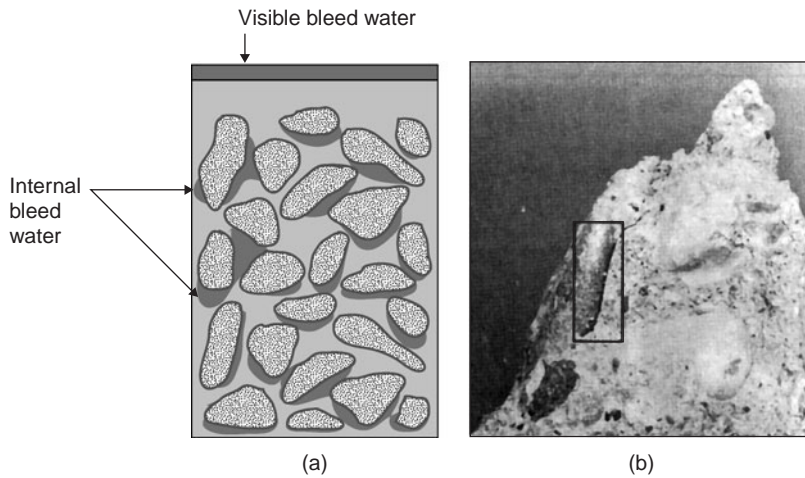 Visible bleed water
Internal
bleed
water
(a)
(b)